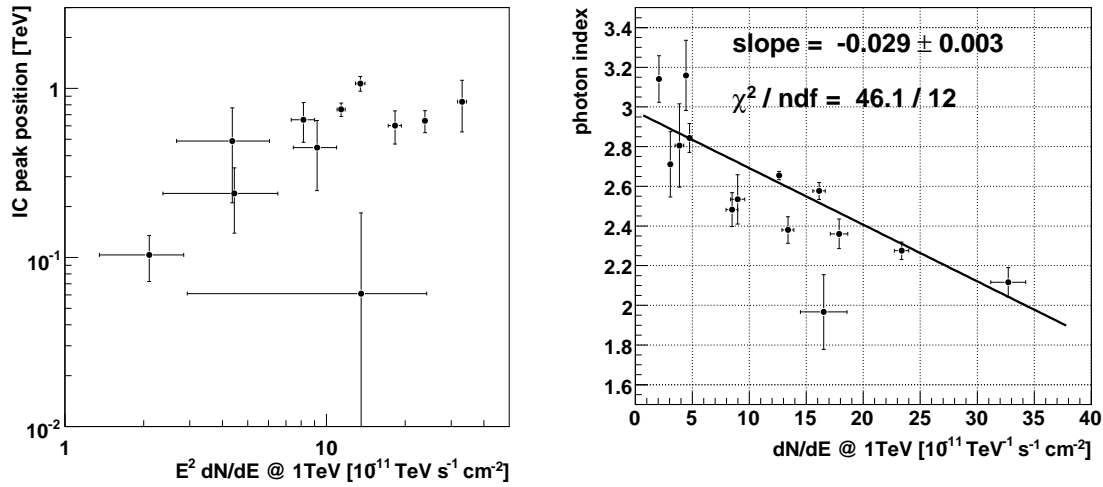 IC peak position [TeV]
1
10⁻¹
10⁻²
1
10
E² dN/dE @ 1TeV [10⁻¹¹ TeV s⁻¹ cm⁻²]
photon index
3.4
3.2
3
2.8
2.6
2.4
2.2
2
1.8
1.6
slope = -0.029 ± 0.003
χ² / ndf = 46.1 / 12
0 5 10 15 20 25 30 35 40
dN/dE @ 1TeV [10⁻¹¹ TeV⁻¹ s⁻¹ cm⁻²]